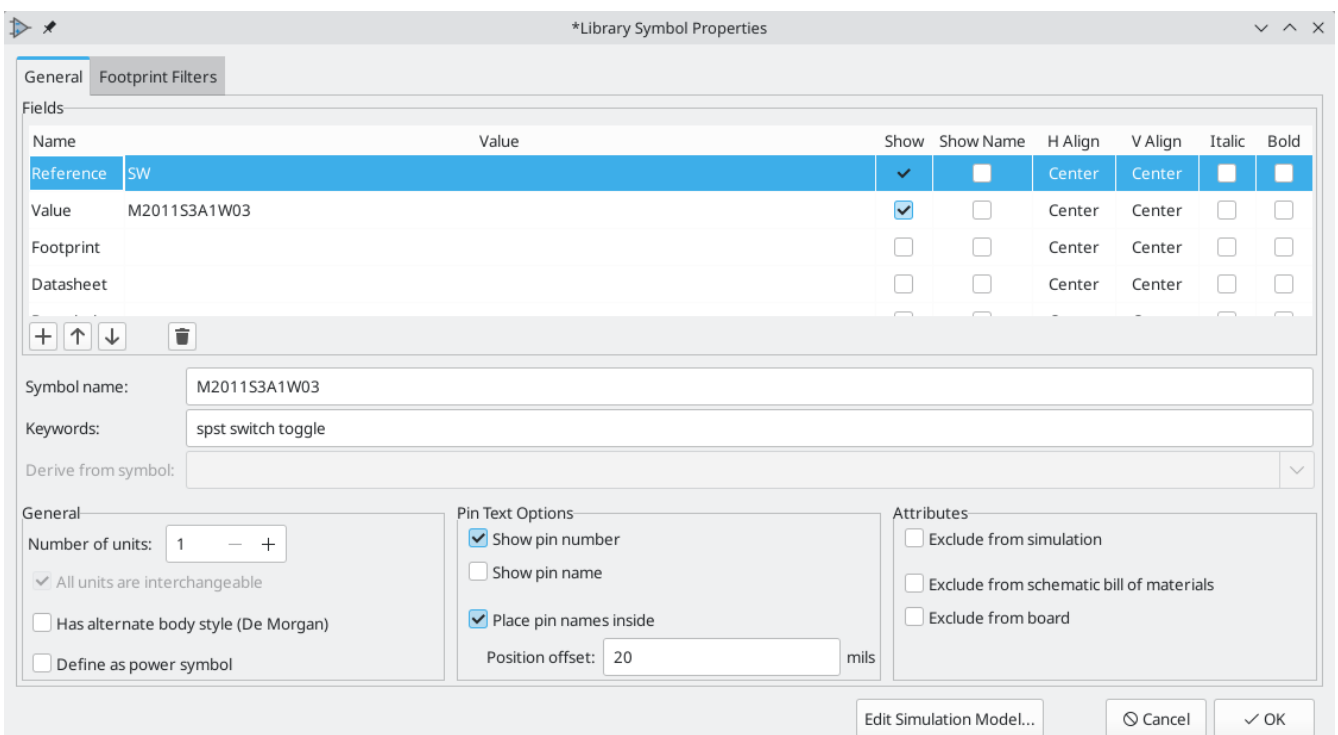 *Library Symbol Properties
General Footprint Filters
Fields
Name Value Show Show Name H Align V Align Italic Bold
Reference SW Center Center
Value M2011S3A1W03 Center Center
Footprint Center Center
Datasheet Center Center
Symbol name: M2011S3A1W03
Keywords: spst switch toggle
Derive from symbol:
General Pin Text Options Attributes
Number of units: 1 Show pin number Exclude from simulation
All units are interchangeable Show pin name Exclude from schematic bill of materials
Has alternate body style (De Morgan) Place pin names inside Exclude from board
Define as power symbol Position offset: 20 mils
Edit Simulation Model... Cancel OK